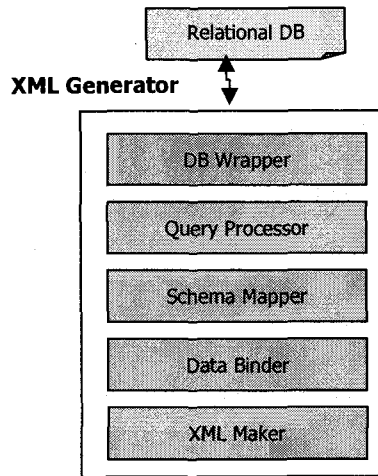 Relational DB
XML Generator
DB Wrapper
Query Processor
Schema Mapper
Data Binder
XML Maker